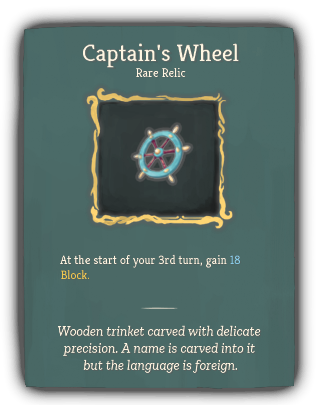 Captain's Wheel
Rare Relic
At the start of your 3rd turn, gain 18
Block.
Wooden trinket carved with delicate
precision. A name is carved into it
but the language is foreign.